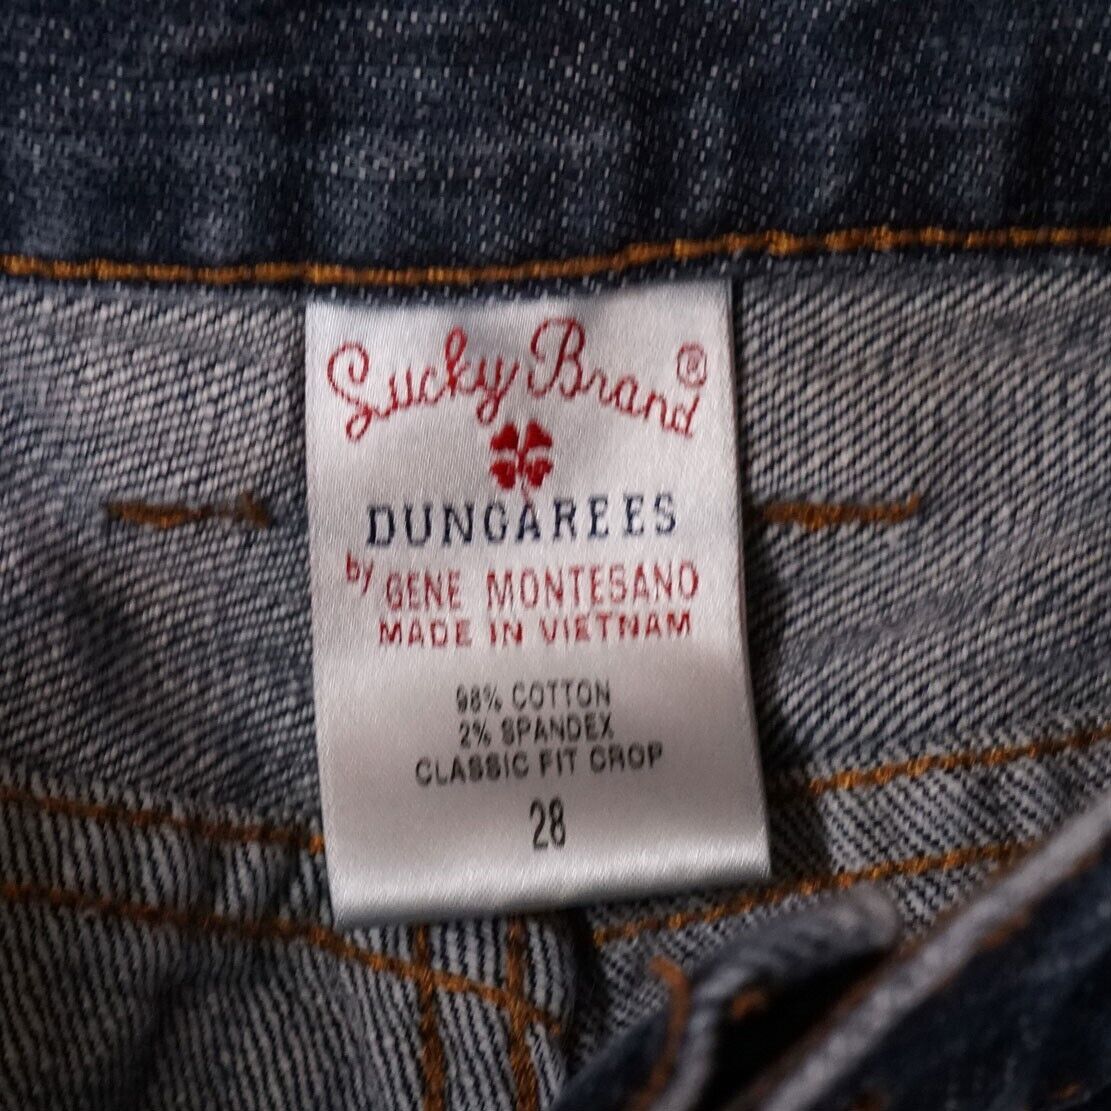 Lucky Brand®
DUNGAREES
by GENE MONTESANO
MADE IN VIETNAM
98% COTTON
2% SPANDEX
CLASSIC FIT CROP
28